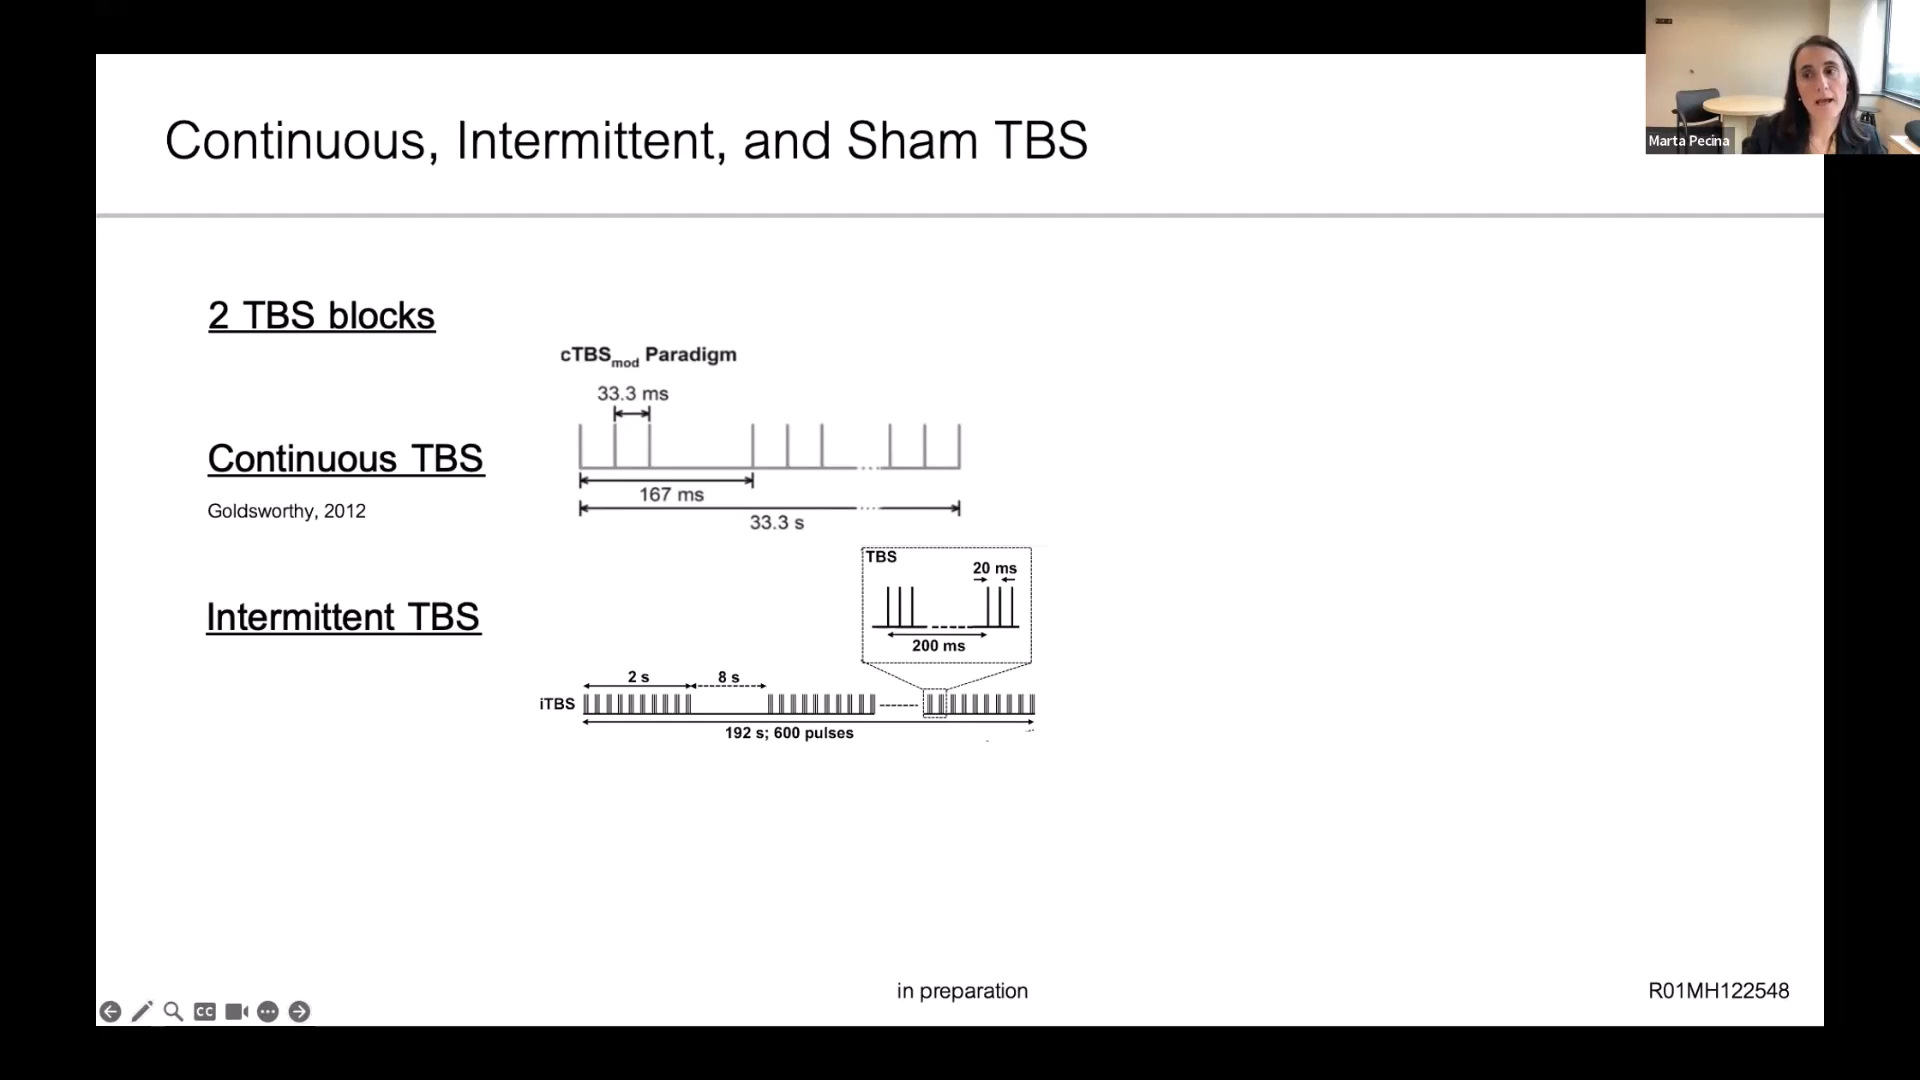 Marta Pecina
Continuous, Intermittent, and Sham TBS
2 TBS blocks
cTBSmod Paradigm
33.3 ms
Continuous TBS
167 ms
Goldsworthy, 2012
33.3 s
TBS
20 ms
Intermittent TBS
200 ms
2 s
8 s
iTBS
192 s; 600 pulses
in preparation
R01MH122548
CC